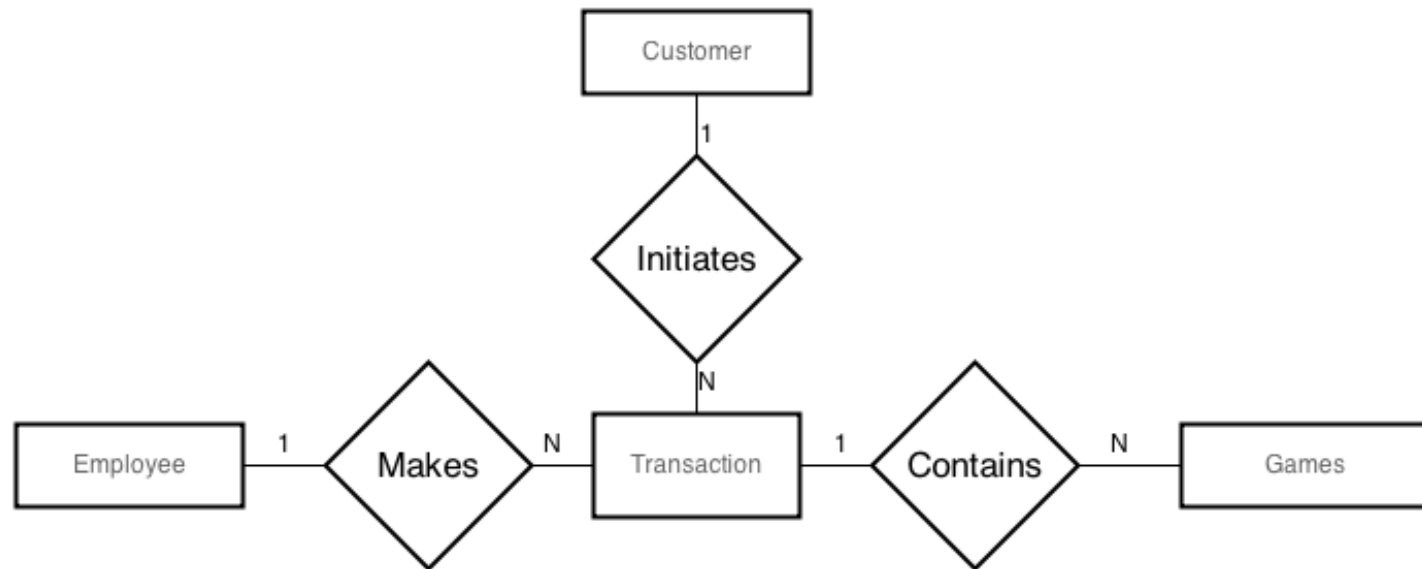 Customer
1
Initiates
N
Employee
1
Makes
N
Transaction
1
Contains
N
Games